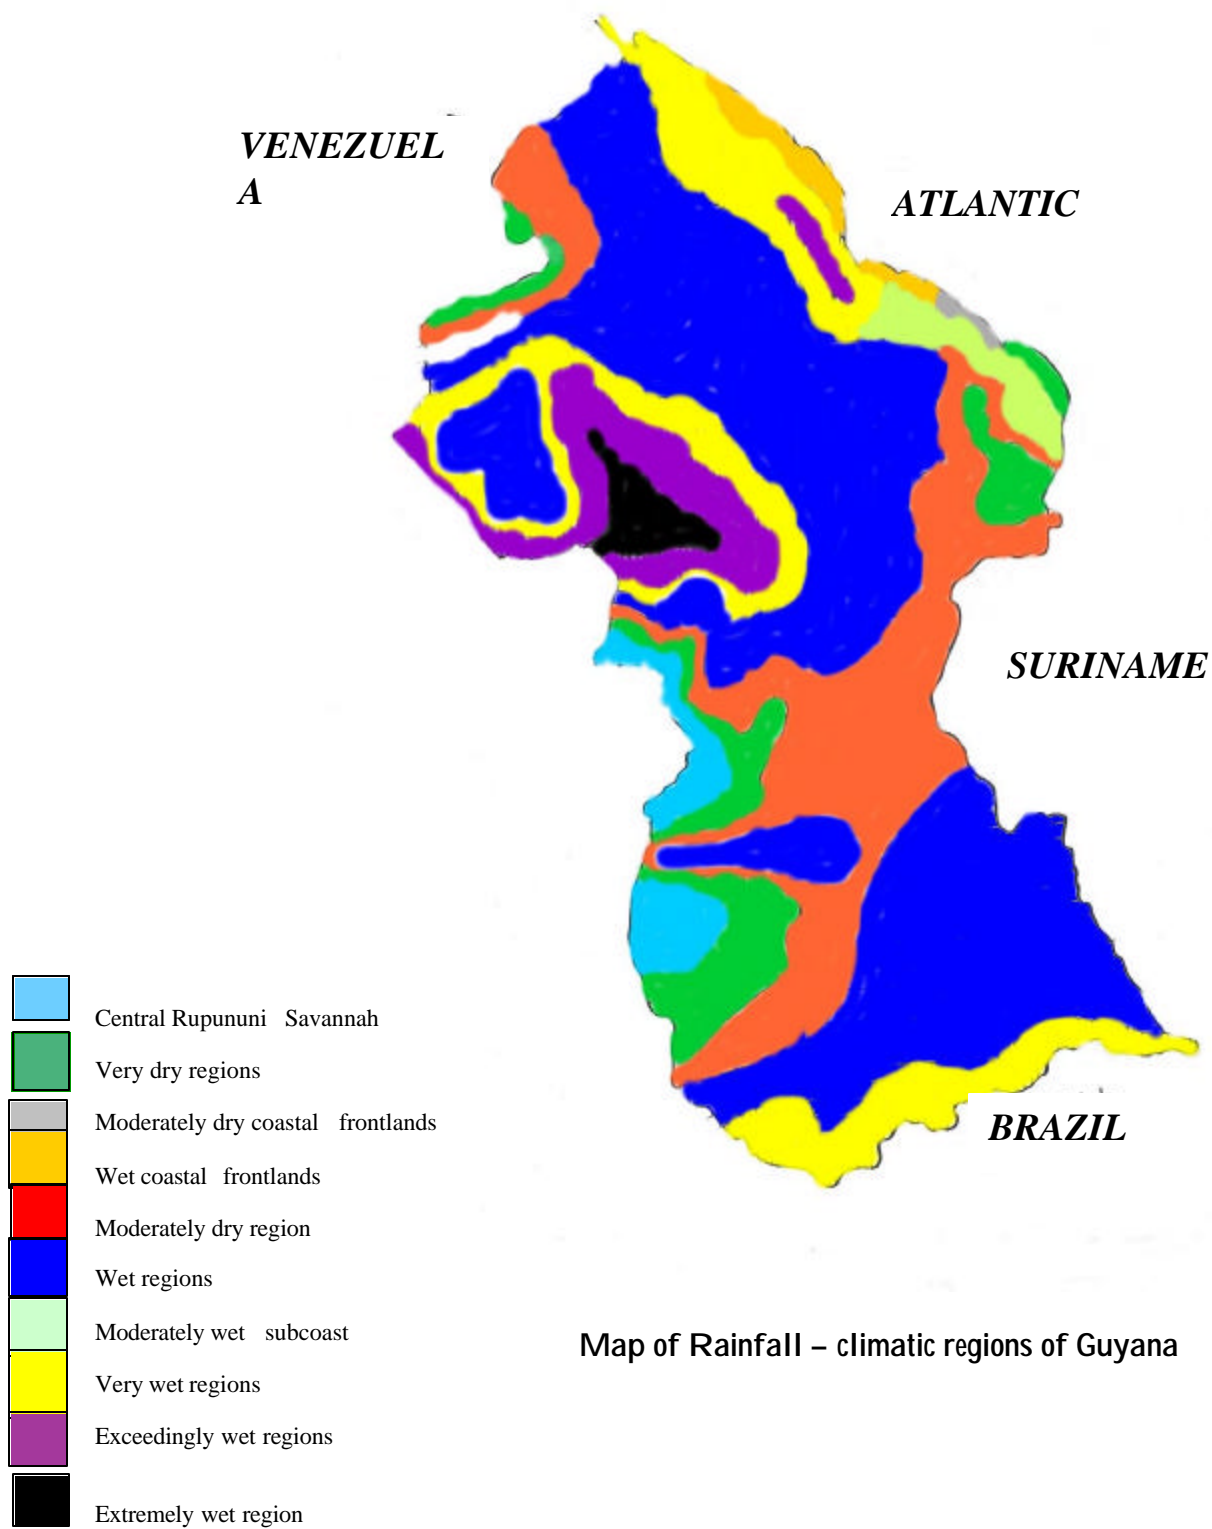 VENEZUEL
A
ATLANTIC
SURINAME
Central Rupununi Savannah
Very dry regions
Moderately dry coastal frontlands
BRAZIL
Wet coastal frontlands
Moderately dry region
Wet regions
Moderately wet subcoast
Map of Rainfall – climatic regions of Guyana
Very wet regions
Exceedingly wet regions
Extremely wet region